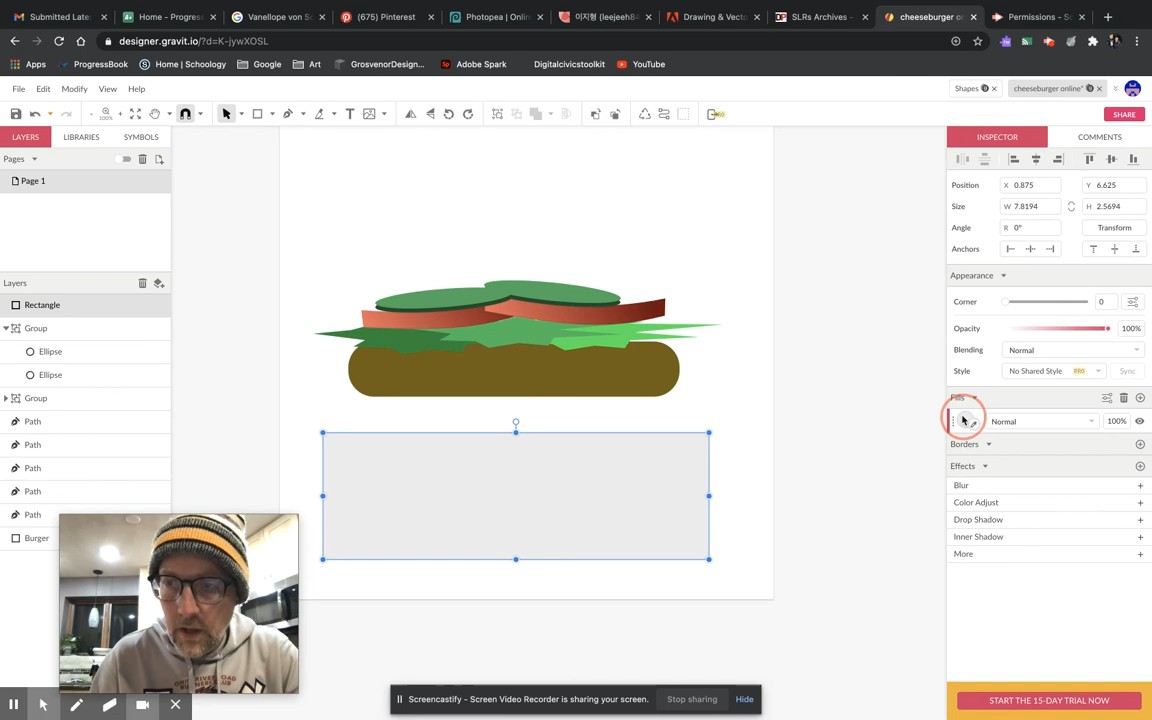 Submitted Late:
Home - Progress
Vanellope von Sc
(675) Pinterest
Photopea | Onlin
이지형 (leejeeh84
Drawing & Vecto
SLRs Archives -
cheeseburger on
Permissions - Sc
designer.gravit.io/?d=K-jywXOSL
Apps
ProgressBook
Home | Schoology
Google
Art
GrosvenorDesign...
Adobe Spark
Digitalcivicstoolkit
YouTube
File Edit Modify View Help
Shapes
cheeseburger online*
100%
SHARE
LAYERS LIBRARIES SYMBOLS
INSPECTOR COMMENTS
Pages
Page 1
Position X 0.875 Y 6.625
Size W 7.8194 H 2.5694
Angle R 0° Transform
Anchors
Layers
Rectangle
Group
Ellipse
Ellipse
Group
Path
Path
Path
Path
Path
Burger
Appearance
Corner 0
Opacity 100%
Blending Normal
Style No Shared Style PRO Sync
Fills
Normal 100%
Borders
Effects
Blur
Color Adjust
Drop Shadow
Inner Shadow
More
Screencastify - Screen Video Recorder is sharing your screen.
Stop sharing
Hide
START THE 15-DAY TRIAL NOW